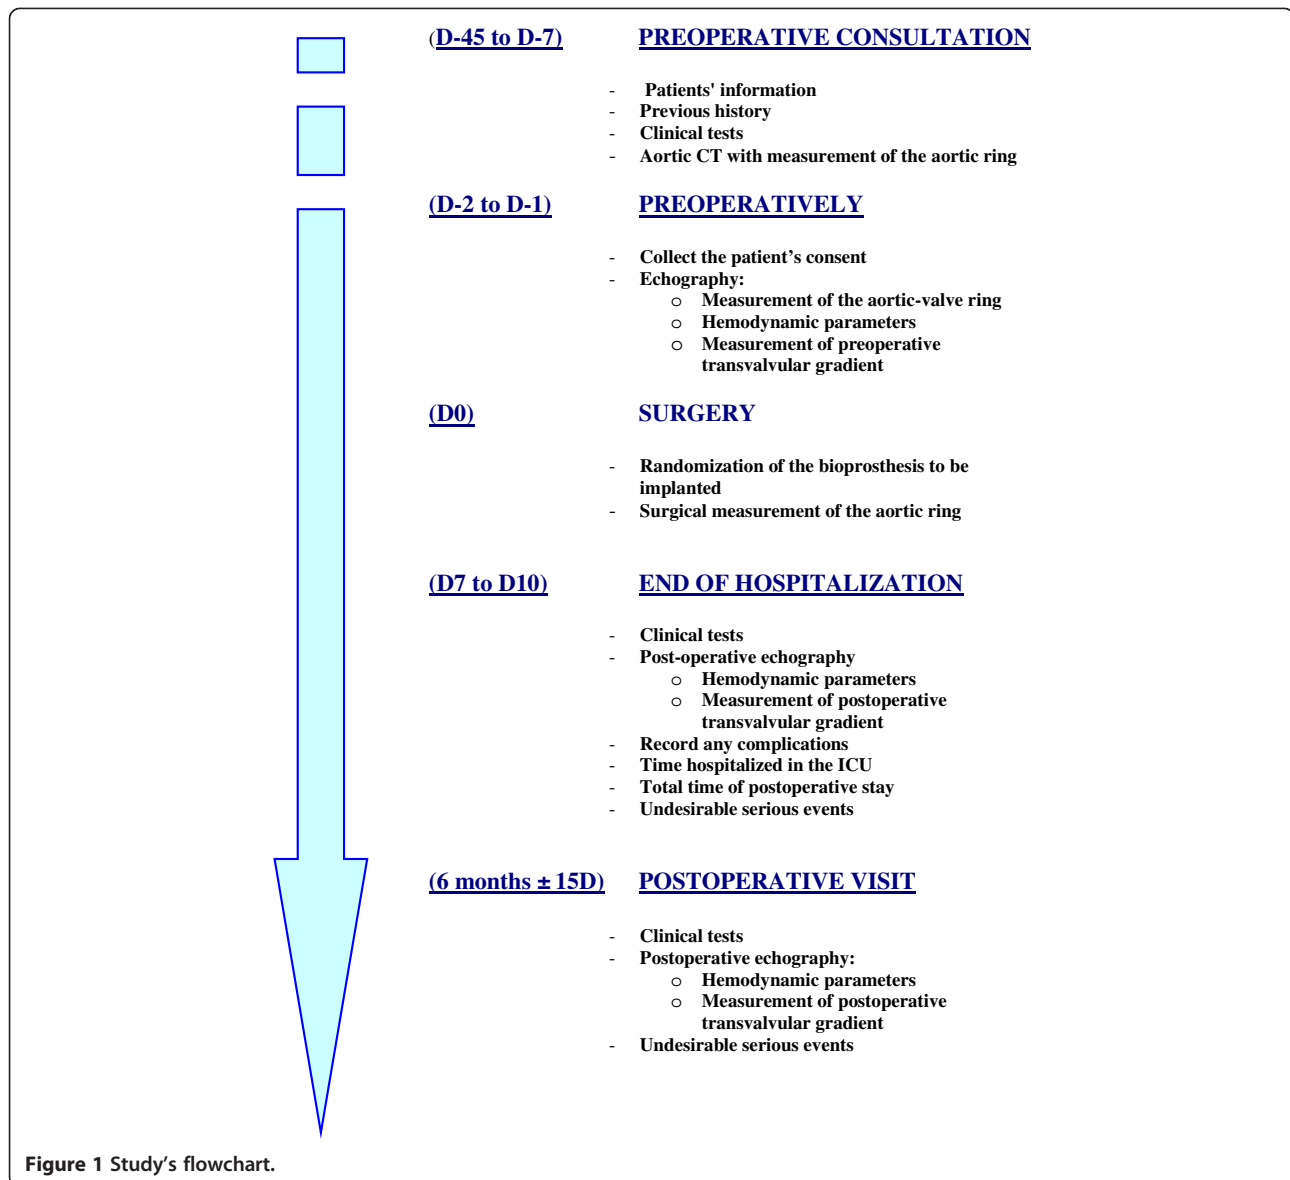 (D-45 to D-7) PREOPERATIVE CONSULTATION
- Patients' information
- Previous history
- Clinical tests
- Aortic CT with measurement of the aortic ring
(D-2 to D-1) PREOPERATIVELY
- Collect the patient’s consent
- Echography:
o Measurement of the aortic-valve ring
o Hemodynamic parameters
o Measurement of preoperative
transvalvular gradient
(D0) SURGERY
- Randomization of the bioprosthesis to be
implanted
- Surgical measurement of the aortic ring
(D7 to D10) END OF HOSPITALIZATION
- Clinical tests
- Post-operative echography
o Hemodynamic parameters
o Measurement of postoperative
transvalvular gradient
- Record any complications
- Time hospitalized in the ICU
- Total time of postoperative stay
- Undesirable serious events
(6 months ± 15D) POSTOPERATIVE VISIT
- Clinical tests
- Postoperative echography:
o Hemodynamic parameters
o Measurement of postoperative
transvalvular gradient
- Undesirable serious events
Figure 1 Study’s flowchart.